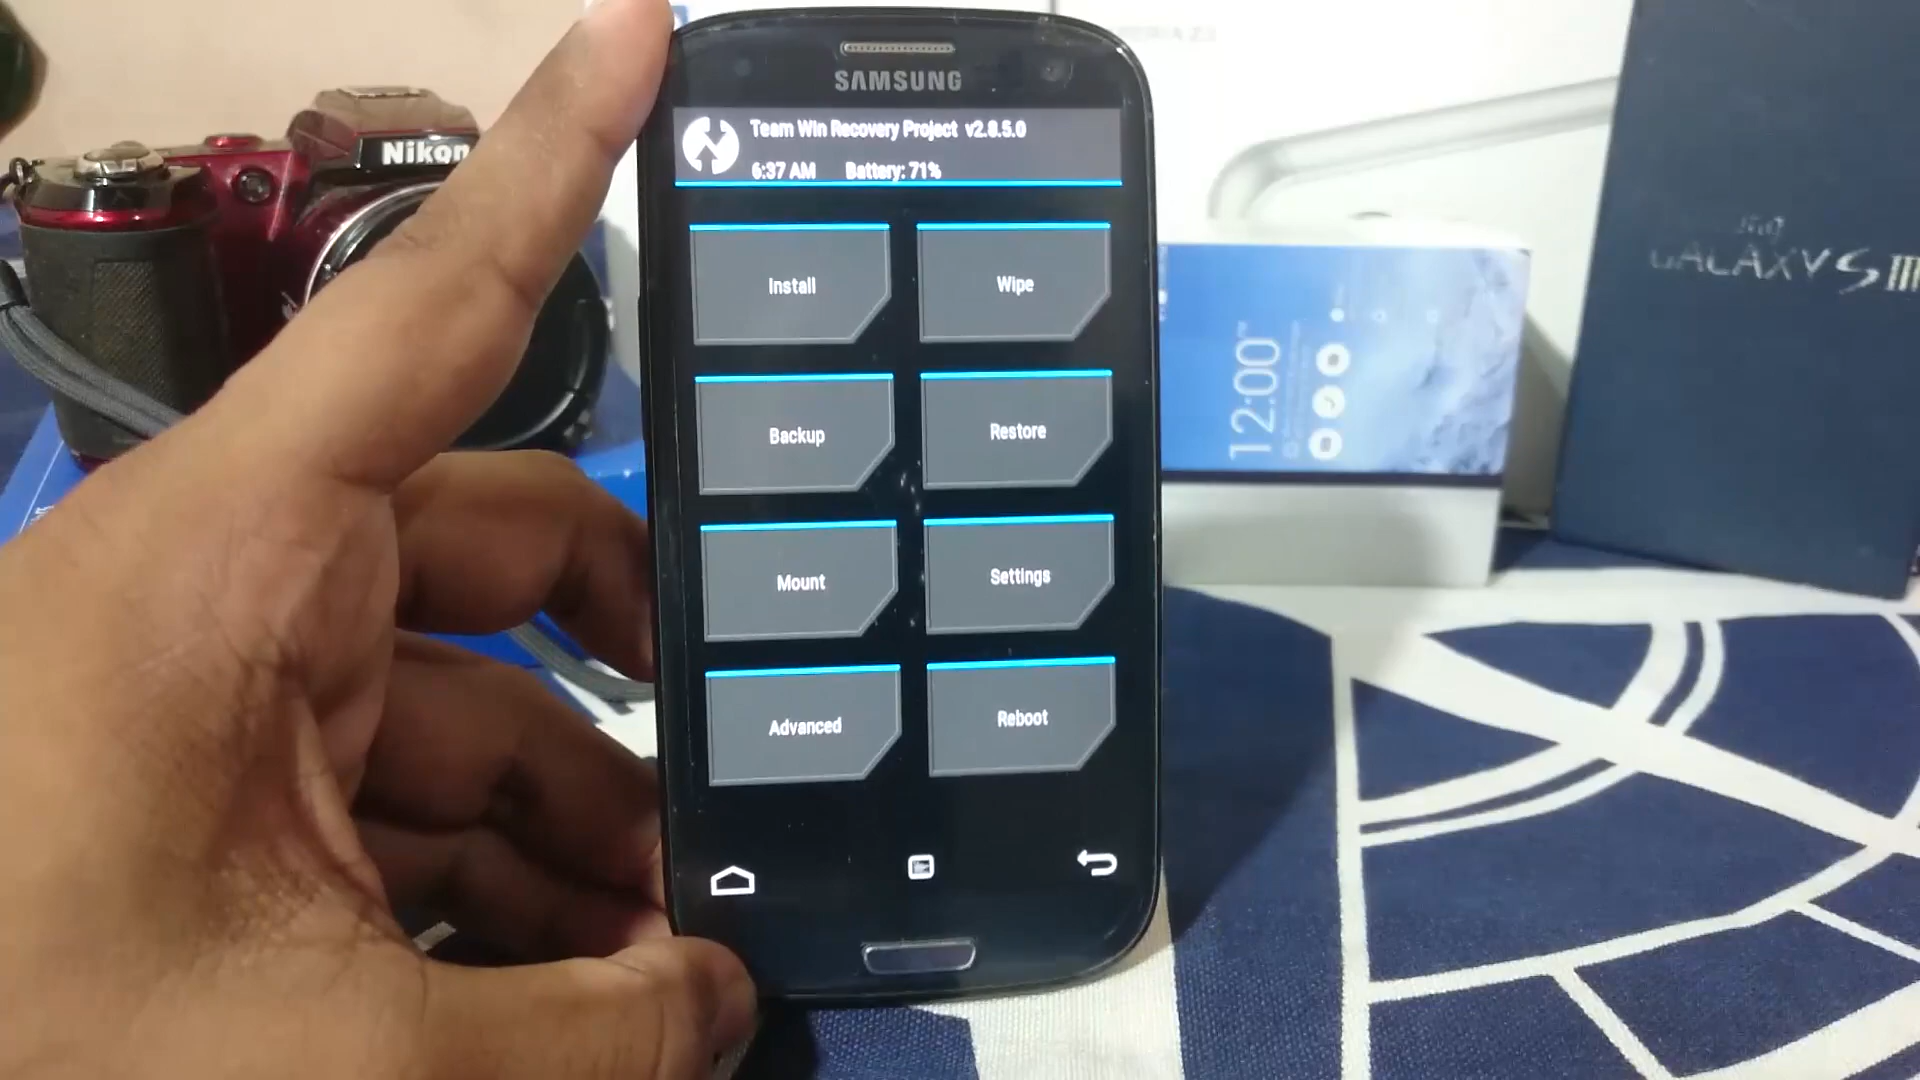 SAMSUNG
Team Win Recovery Project v2.8.5.0
6:37 AM Battery: 71%
Install
Wipe
Backup
Restore
Mount
Settings
Advanced
Reboot
Nikon
12:00
GALAXY S III